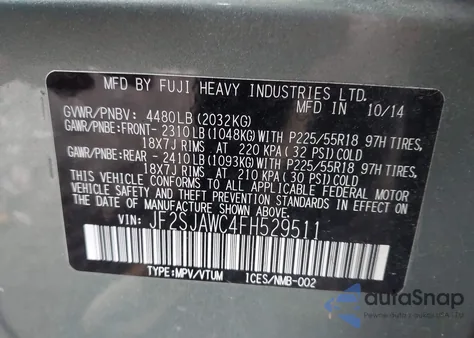 MFD BY FUJI HEAVY INDUSTRIES LTD.
IN 10/14
GVWR/PNBV: 4480LB(2032KG)
GAWR/PNBE:FRONT- 2310LB(1048KG)WITH P225/55R18 97H TIRES,
18X7J RIMS AT 220 KPA (32 PSI)COLD
GAWR/PNBE:REAR - 2410LB(1093KG)WITH P225/55R18 97H TIRES,
18X7J RIMS. AT 210 KPA (30 PSI)COLD
THIS VEHICLE CONFORMS TO ALL APPLICABLE FEDERAL MOTOR
VEHICLE SAFETY, BUMPER, AND THEFT PREVENTION STANDARDS
IN EFFECT ON THE DATE OF MANUFACTURE SHOWN ABOVE.
VIN: JF2SJAWC4FH529511
TYPE:MPV/VTUM ICES/NMB-002
autoSnap